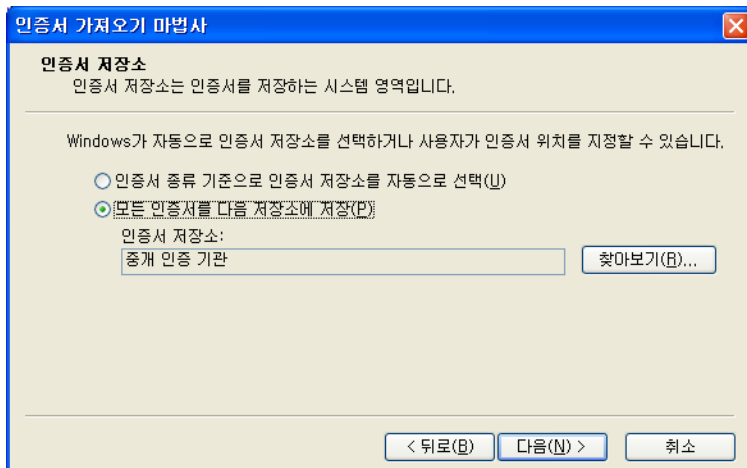 인증서 가져오기 마법사
인증서 저장소
인증서 저장소는 인증서를 저장하는 시스템 영역입니다.
Windows가 자동으로 인증서 저장소를 선택하거나 사용자가 인증서 위치를 지정할 수 있습니다.
인증서 종류 기준으로 인증서 저장소를 자동으로 선택(U)
모든 인증서를 다음 저장소에 저장(P)
인증서 저장소:
중개 인증 기관
찾아보기(R)...
< 뒤로(B)
다음(N) >
취소